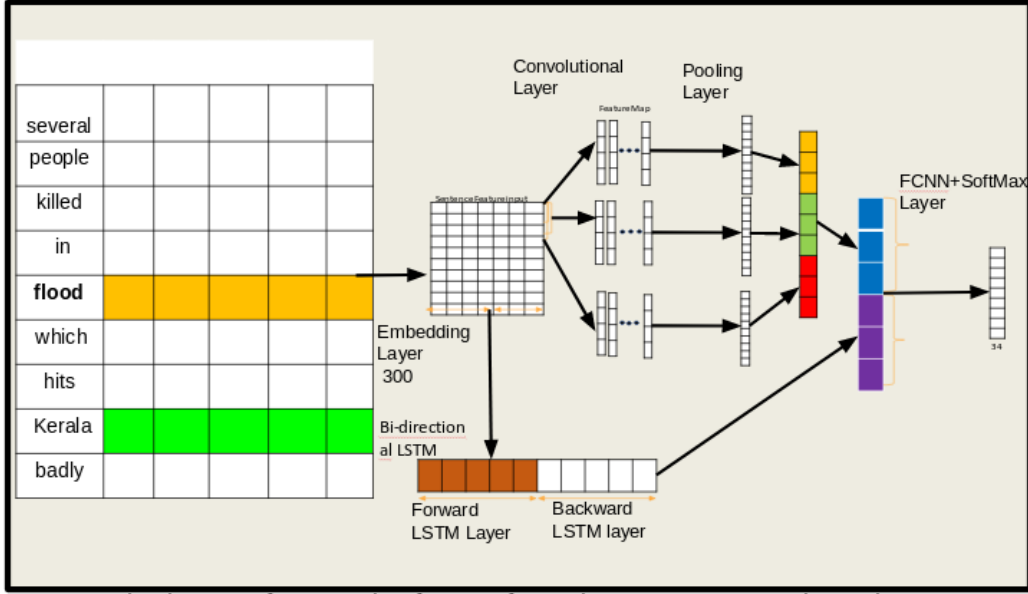 several
people
killed
in
flood
which
hits
Kerala
badly
SentenceFeatureInput
Embedding
Layer
300
Bi-direction
al LSTM
Forward
LSTM Layer
Backward
LSTM layer
Convolutional
Layer
FeatureMap
Pooling
Layer
FCNN+SoftMax
Layer
34